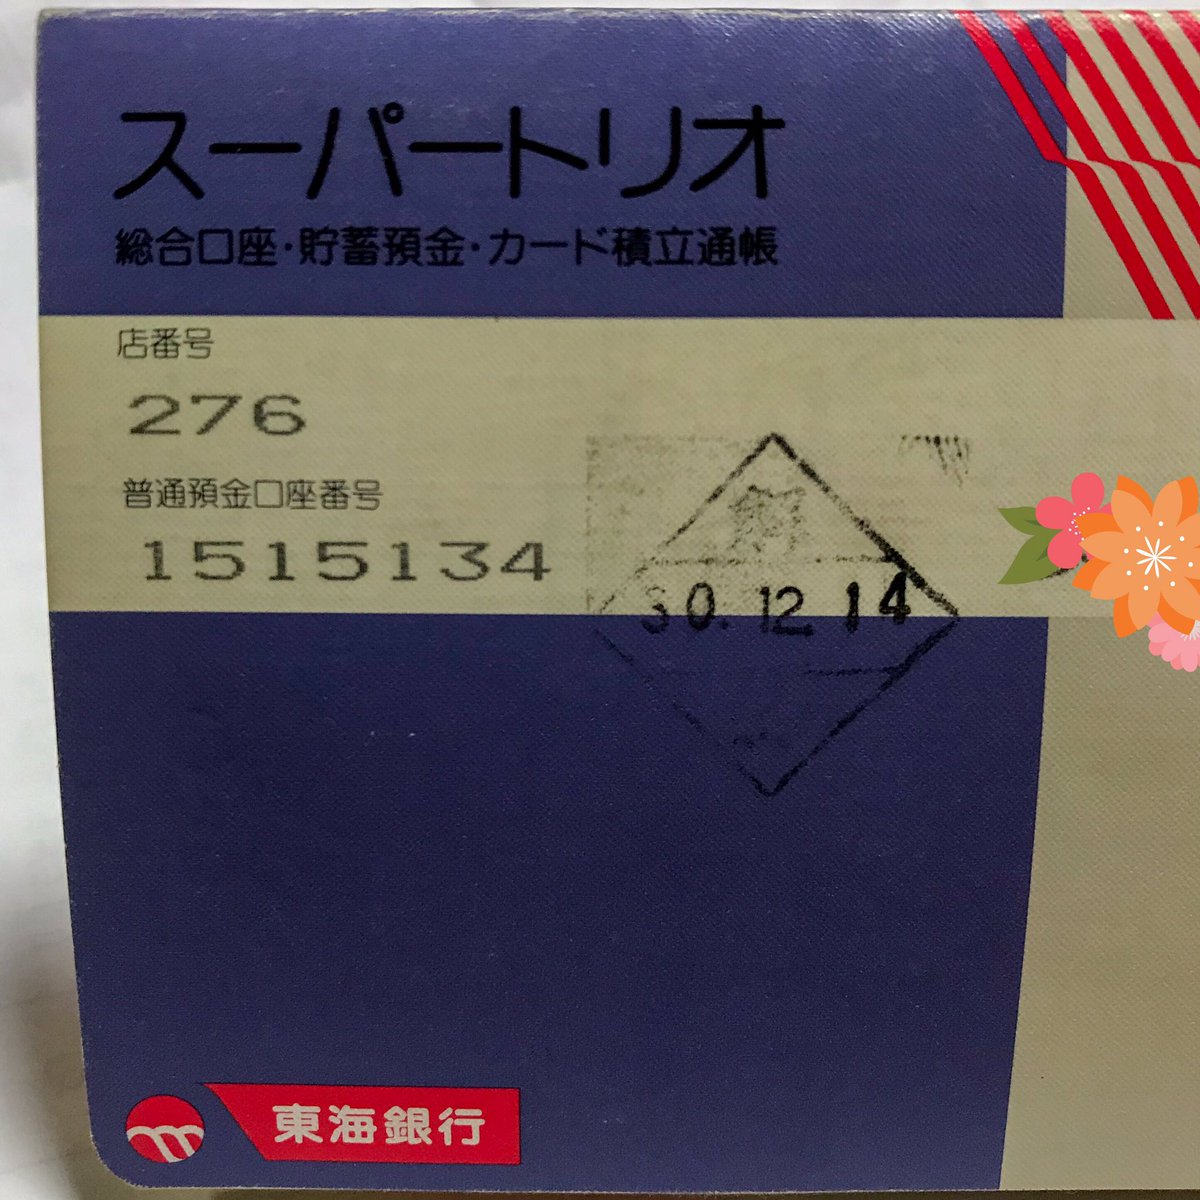 スーパートリオ
総合口座・貯蓄預金・カード積立通帳
店番号
276
普通預金口座番号
1515134
解
30.12.14
東海銀行